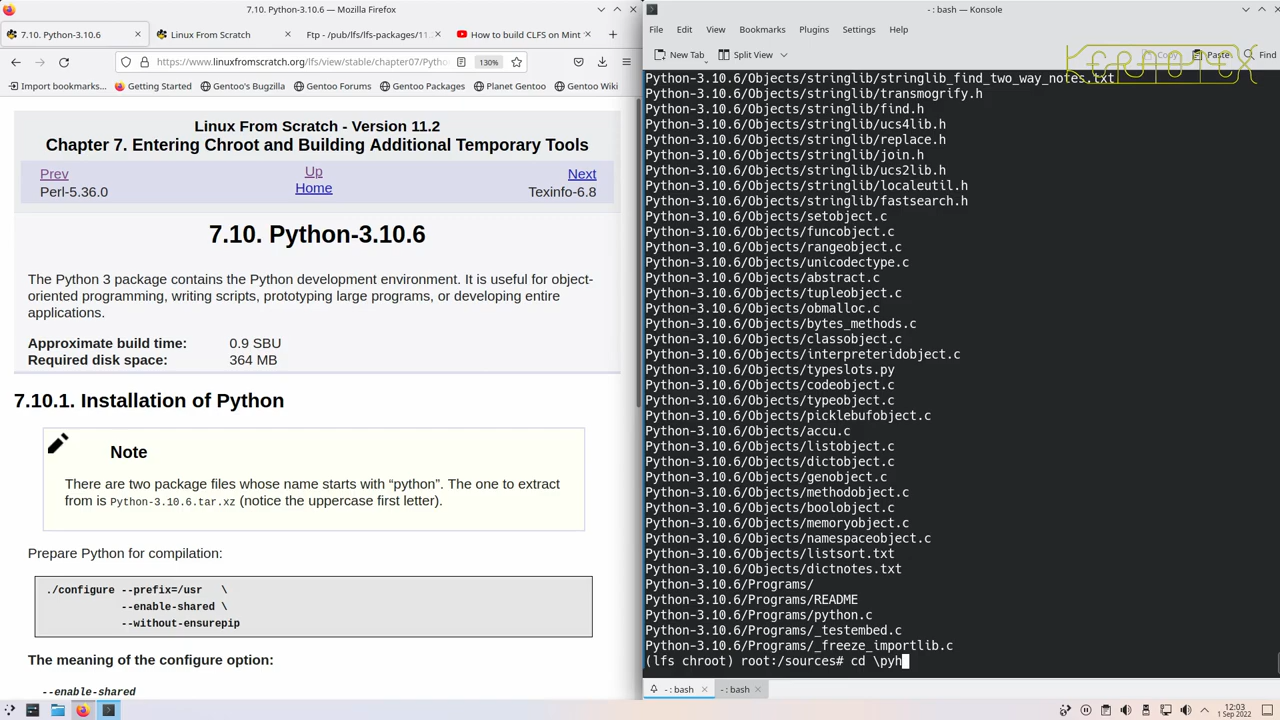 7.10. Python-3.10.6 — Mozilla Firefox
7.10. Python-3.10.6
Linux From Scratch
Ftp - /pub/lfs/lfs-packages/11.
How to build CLFS on Mint
https://www.linuxfromscratch.org/lfs/view/stable/chapter07/Pytho
130%
Import bookmarks...
Getting Started
Gentoo's Bugzilla
Gentoo Forums
Gentoo Packages
Planet Gentoo
Gentoo Wiki
Linux From Scratch - Version 11.2
Chapter 7. Entering Chroot and Building Additional Temporary Tools
Prev
Up
Next
Perl-5.36.0
Home
Texinfo-6.8
7.10. Python-3.10.6
The Python 3 package contains the Python development environment. It is useful for object-
oriented programming, writing scripts, prototyping large programs, or developing entire
applications.
Approximate build time: 0.9 SBU
Required disk space: 364 MB
7.10.1. Installation of Python
Note
There are two package files whose name starts with “python”. The one to extract
from is Python-3.10.6.tar.xz (notice the uppercase first letter).
Prepare Python for compilation:
./configure --prefix=/usr \
--enable-shared \
--without-ensurepip
The meaning of the configure option:
--enable-shared
- : bash — Konsole
File Edit View Bookmarks Plugins Settings Help
New Tab
Split View
Copy
Paste
Find
KERNOTEX
Python-3.10.6/Objects/stringlib/stringlib_find_two_way_notes.txt
Python-3.10.6/Objects/stringlib/transmogrify.h
Python-3.10.6/Objects/stringlib/find.h
Python-3.10.6/Objects/stringlib/ucs4lib.h
Python-3.10.6/Objects/stringlib/replace.h
Python-3.10.6/Objects/stringlib/join.h
Python-3.10.6/Objects/stringlib/ucs2lib.h
Python-3.10.6/Objects/stringlib/localeutil.h
Python-3.10.6/Objects/stringlib/fastsearch.h
Python-3.10.6/Objects/setobject.c
Python-3.10.6/Objects/funcobject.c
Python-3.10.6/Objects/rangeobject.c
Python-3.10.6/Objects/unicodectype.c
Python-3.10.6/Objects/abstract.c
Python-3.10.6/Objects/tupleobject.c
Python-3.10.6/Objects/obmalloc.c
Python-3.10.6/Objects/bytes_methods.c
Python-3.10.6/Objects/classobject.c
Python-3.10.6/Objects/interpreteridobject.c
Python-3.10.6/Objects/typeslots.py
Python-3.10.6/Objects/codeobject.c
Python-3.10.6/Objects/typeobject.c
Python-3.10.6/Objects/picklebufobject.c
Python-3.10.6/Objects/accu.c
Python-3.10.6/Objects/listobject.c
Python-3.10.6/Objects/dictobject.c
Python-3.10.6/Objects/genobject.c
Python-3.10.6/Objects/methodobject.c
Python-3.10.6/Objects/boolobject.c
Python-3.10.6/Objects/memoryobject.c
Python-3.10.6/Objects/namespaceobject.c
Python-3.10.6/Objects/listsort.txt
Python-3.10.6/Objects/dictnotes.txt
Python-3.10.6/Programs/
Python-3.10.6/Programs/README
Python-3.10.6/Programs/python.c
Python-3.10.6/Programs/_testembed.c
Python-3.10.6/Programs/_freeze_importlib.c
(lfs chroot) root:/sources# cd \pyh
- : bash
- : bash
12:03
1 Sep 2022